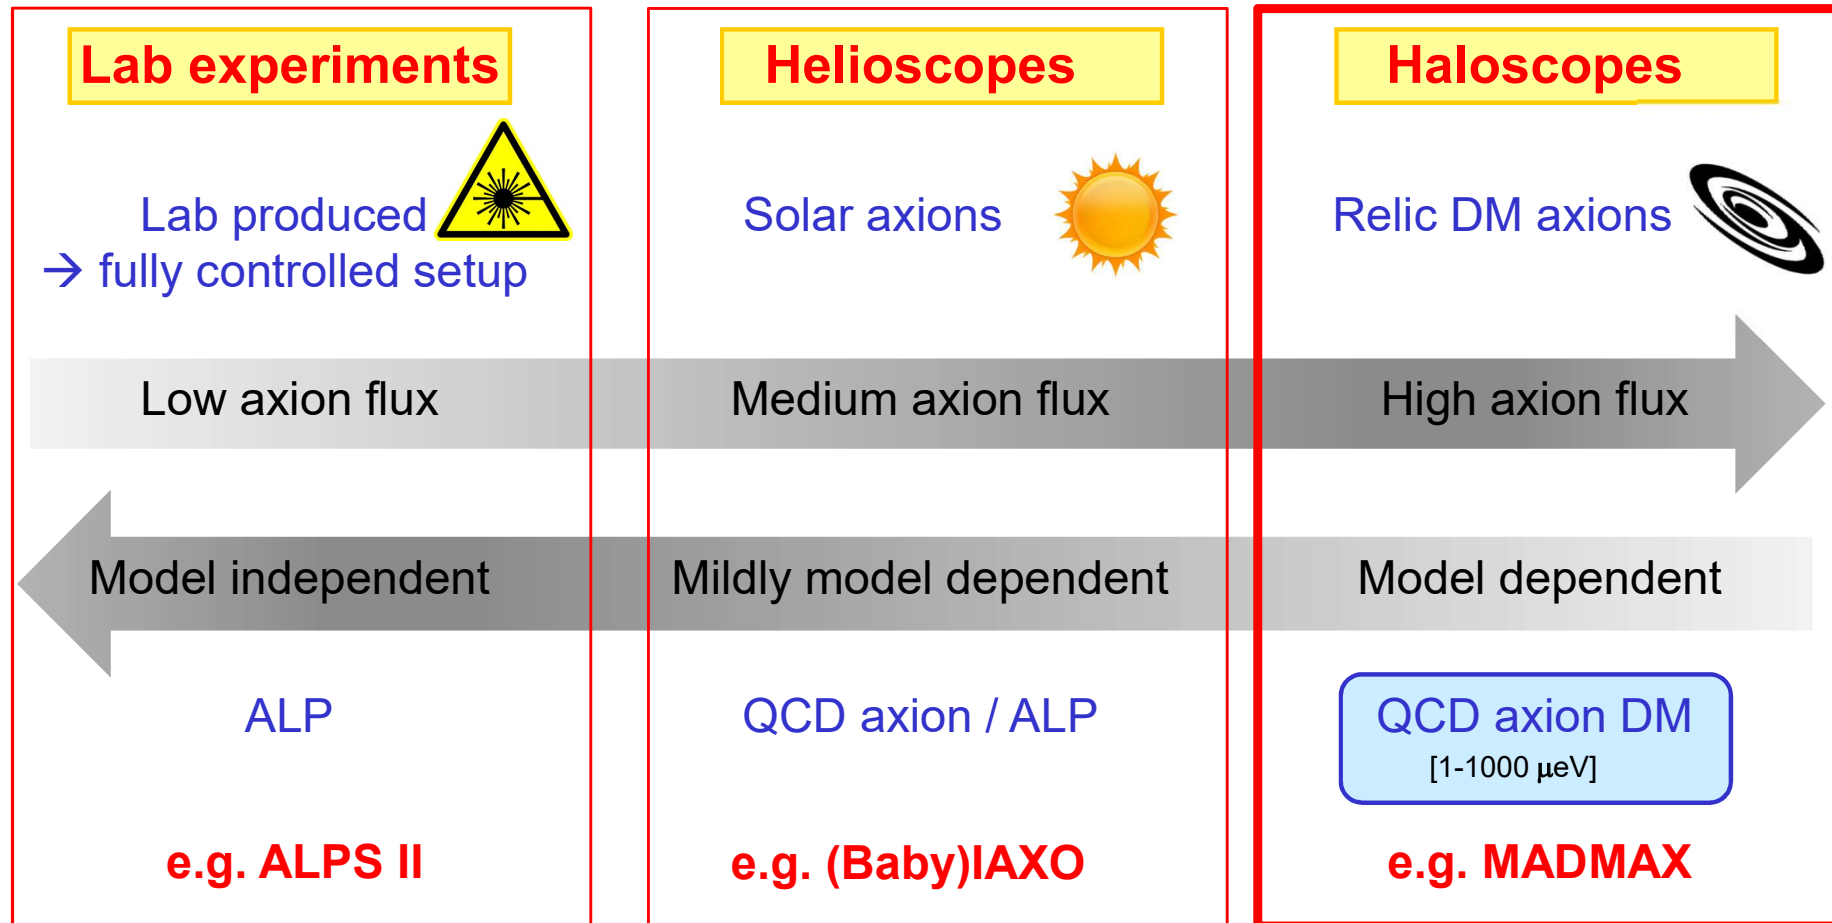 Lab experiments
Helioscopes
Haloscopes
Lab produced
→ fully controlled setup
Solar axions
Relic DM axions
Low axion flux
Medium axion flux
High axion flux
Model independent
Mildly model dependent
Model dependent
ALP
QCD axion / ALP
QCD axion DM
[1-1000 μeV]
e.g. ALPS II
e.g. (Baby)IAXO
e.g. MADMAX